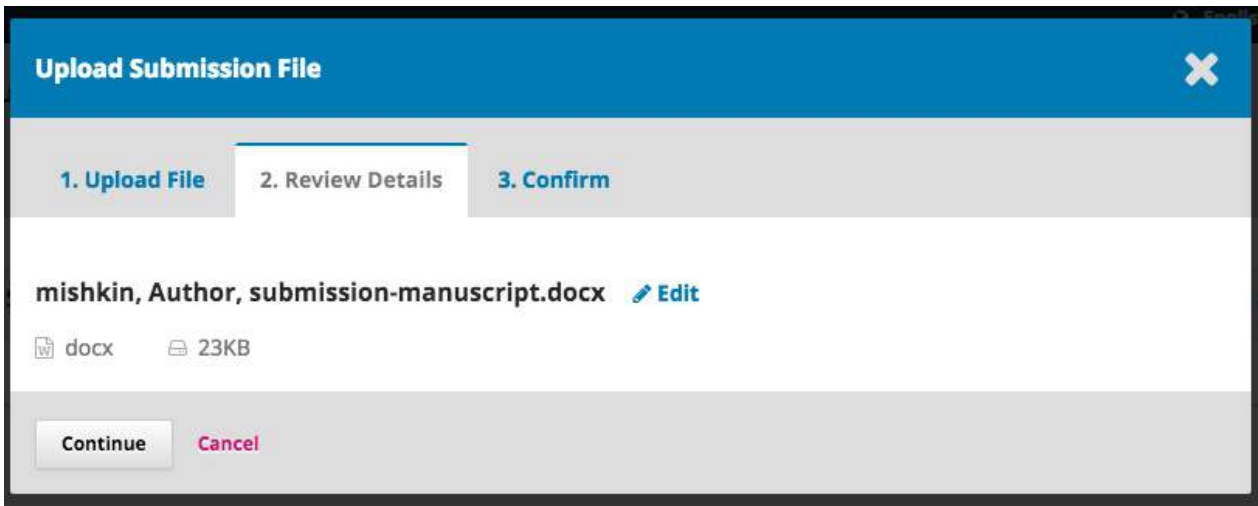 Upload Submission File
1. Upload File 2. Review Details 3. Confirm
mishkin, Author, submission-manuscript.docx Edit
docx 23KB
Continue Cancel